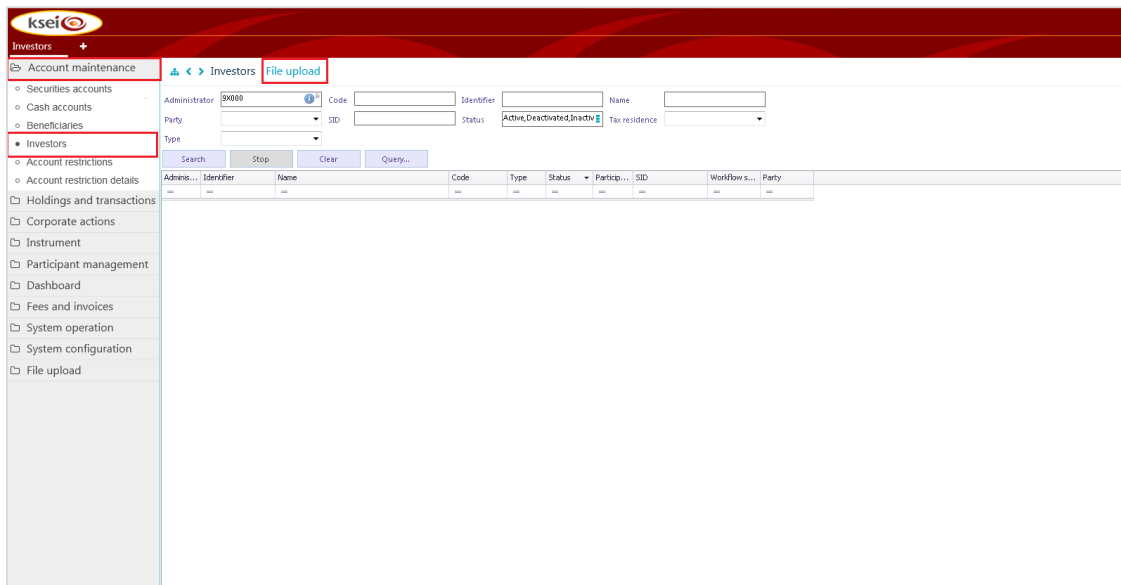 ksei
Investors +
Account maintenance
Securities accounts
Cash accounts
Beneficiaries
Investors
Account restrictions
Account restriction details
Holdings and transactions
Corporate actions
Instrument
Participant management
Dashboard
Fees and invoices
System operation
System configuration
File upload
Investors File upload
Administrator 9X000 Code Identifier Name
Party SID Status Active,Deactivated,Inactiv Tax residence
Type
Search Stop Clear Query...
Adminis... Identifier Name Code Type Status Particip... SID Workflow s... Party
= = = = = = = = = =